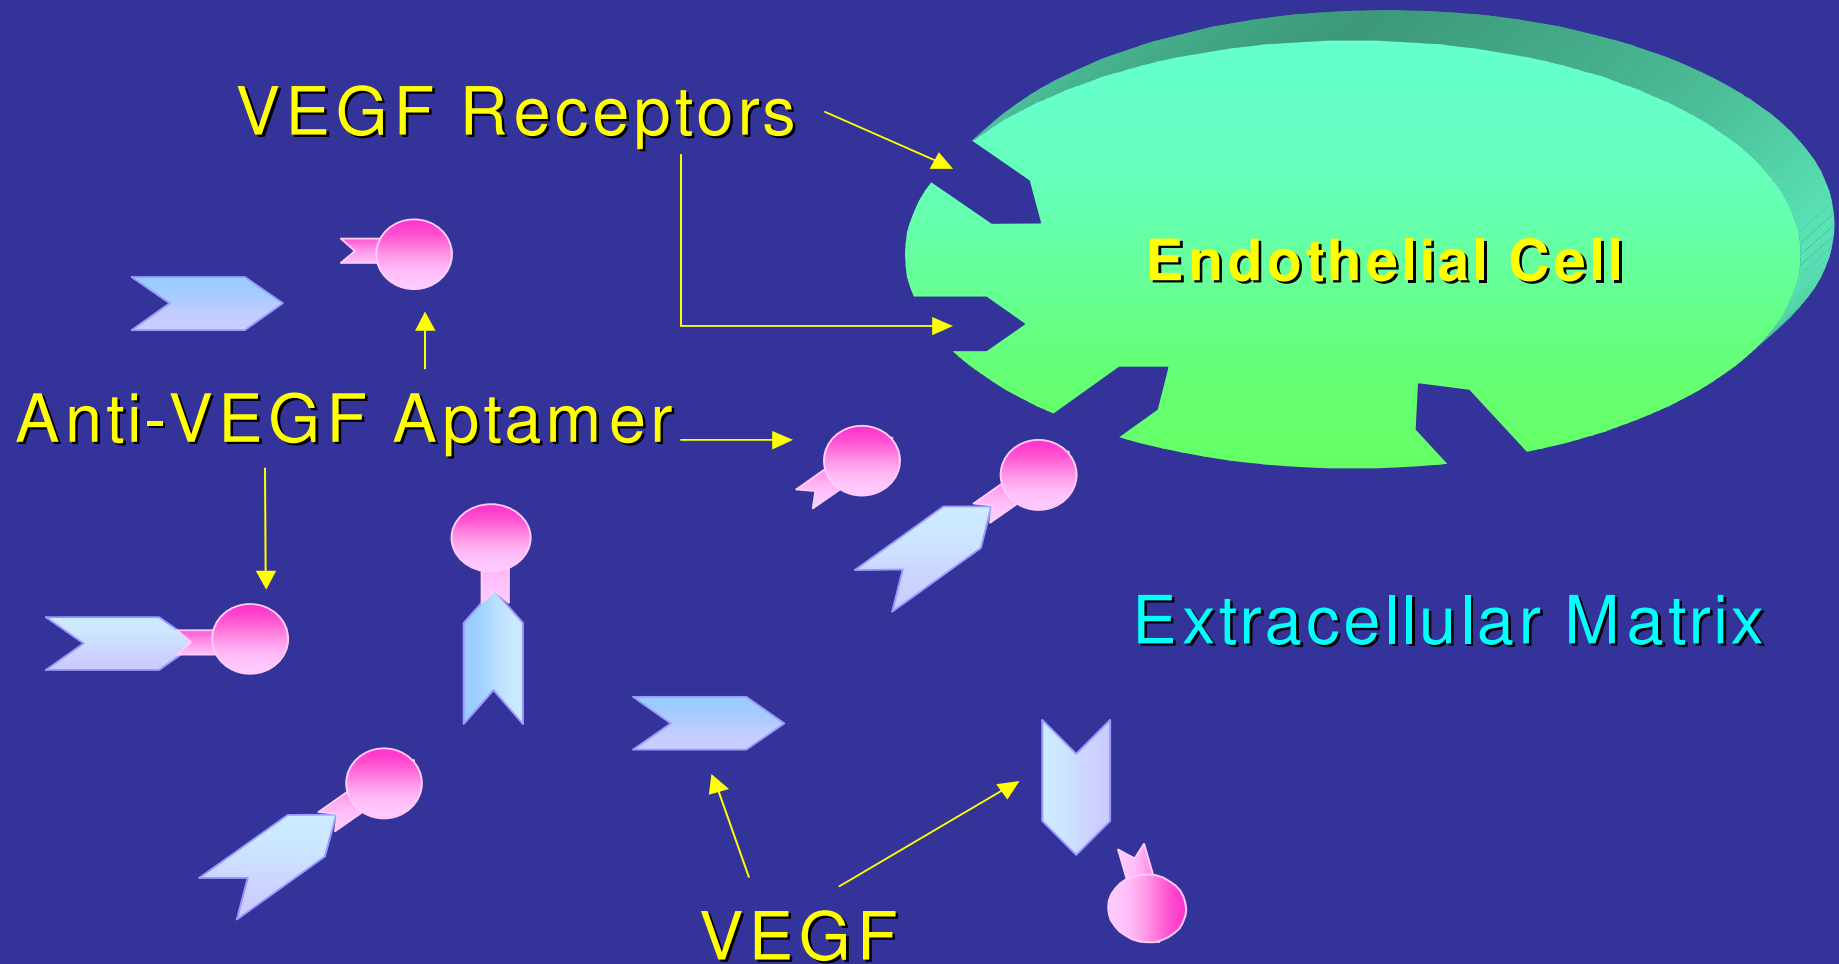 VEGF Receptors
Endothelial Cell
Anti-VEGF Aptamer
Extracellular Matrix
VEGF